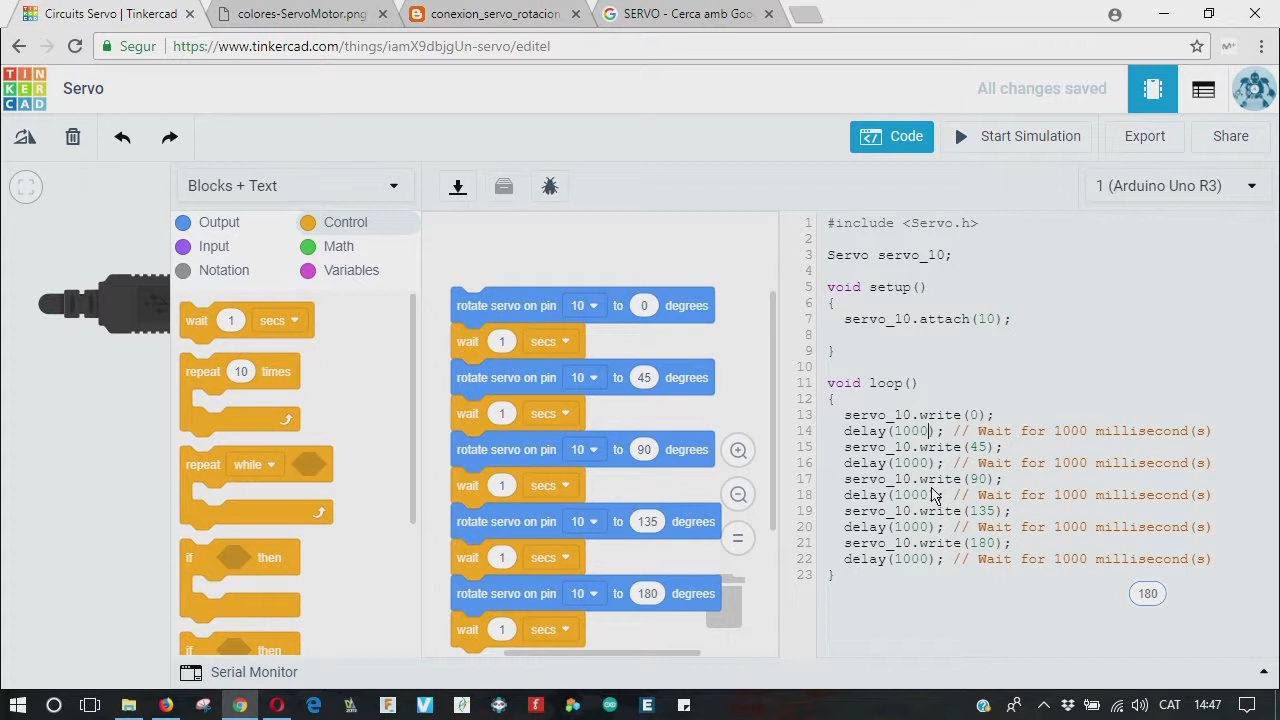 Circuits Servo | Tinkercad
colores-ServoMotor.png
conexion_servo_rotacion
SERVO - Cerca amb Goo
Segur
https://www.tinkercad.com/things/iamX9dbjgUn-servo/editel
TIN
KER
CAD
Servo
All changes saved
Code
Start Simulation
Export
Share
Blocks + Text
1 (Arduino Uno R3)
Output
Control
Input
Math
Notation
Variables
wait 1 secs
repeat 10 times
repeat while
if then
if then
rotate servo on pin 10 to 0 degrees
wait 1 secs
rotate servo on pin 10 to 45 degrees
wait 1 secs
rotate servo on pin 10 to 90 degrees
wait 1 secs
rotate servo on pin 10 to 135 degrees
wait 1 secs
rotate servo on pin 10 to 180 degrees
wait 1 secs
1 #include <Servo.h>
2
3 Servo servo_10;
4
5 void setup()
6 {
7 servo_10.attach(10);
8
9 }
10
11 void loop()
12 {
13 servo_10.write(0);
14 delay(1000); // Wait for 1000 millisecond(s)
15 servo_10.write(45);
16 delay(1000); // Wait for 1000 millisecond(s)
17 servo_10.write(90);
18 delay(1000); // Wait for 1000 millisecond(s)
19 servo_10.write(135);
20 delay(1000); // Wait for 1000 millisecond(s)
21 servo_10.write(180);
22 delay(1000); // Wait for 1000 millisecond(s)
23 }
180
Serial Monitor
CAT 14:47